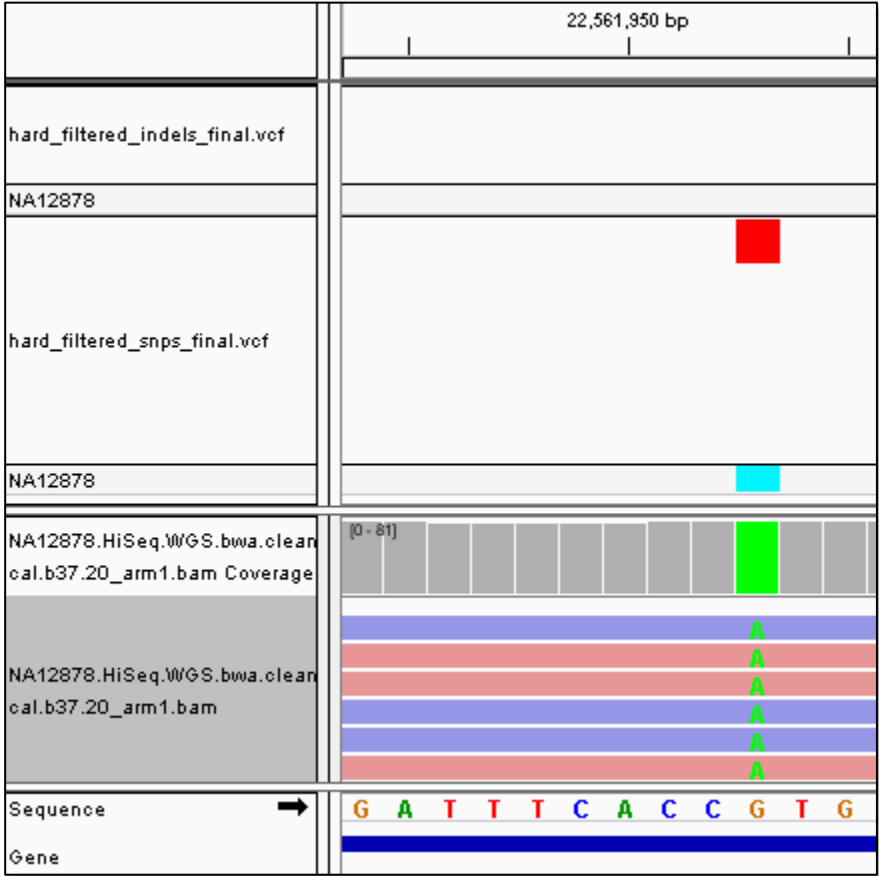 22,561,950 bp
hard_filtered_indels_final.vcf
NA12878
hard_filtered_snps_final.vcf
NA12878
NA12878.HiSeq.WGS.bwa.clean
cal.b37.20_arm1.bam Coverage
[0 - 81]
NA12878.HiSeq.WGS.bwa.clean
cal.b37.20_arm1.bam
A
A
A
A
A
A
Sequence G A T T T C A C C G T G
Gene